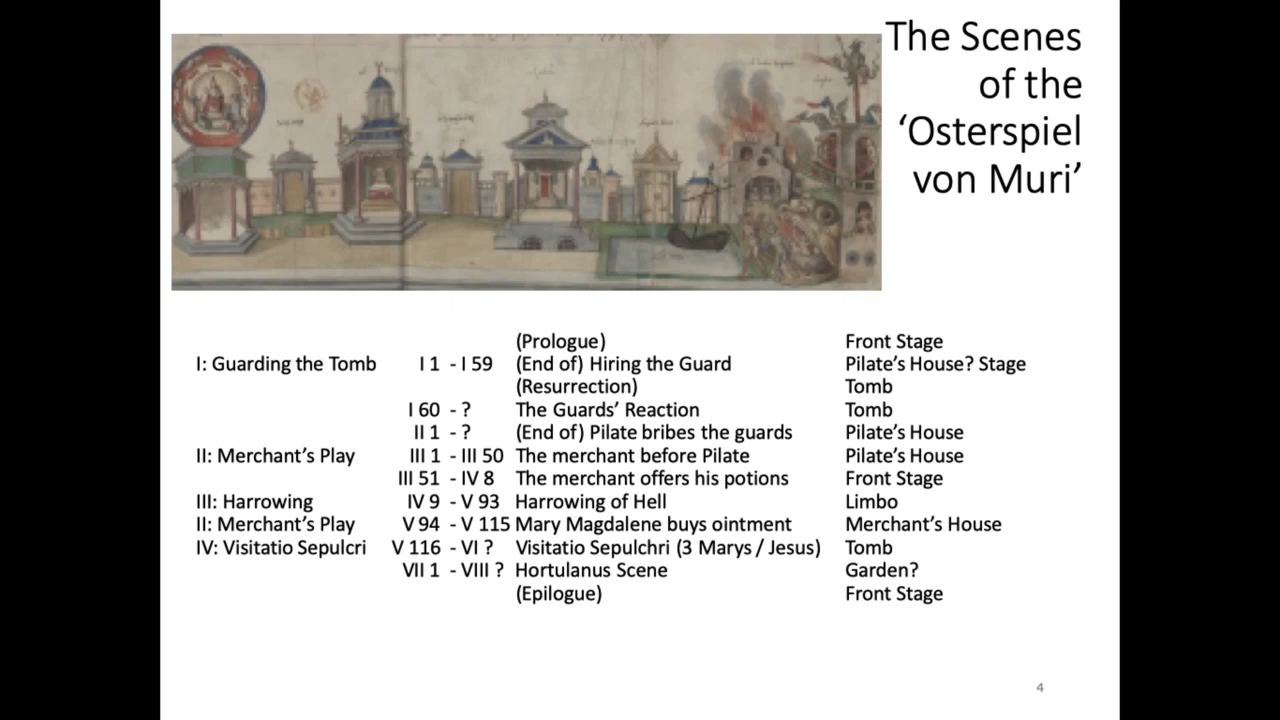 The Scenes
of the
‘Osterspiel
von Muri’
(Prologue) Front Stage
I: Guarding the Tomb I 1 - I 59 (End of) Hiring the Guard Pilate’s House? Stage
(Resurrection) Tomb
I 60 - ? The Guards’ Reaction Tomb
II 1 - ? (End of) Pilate bribes the guards Pilate’s House
II: Merchant’s Play III 1 - III 50 The merchant before Pilate Pilate’s House
III 51 - IV 8 The merchant offers his potions Front Stage
III: Harrowing IV 9 - V 93 Harrowing of Hell Limbo
II: Merchant’s Play V 94 - V 115 Mary Magdalene buys ointment Merchant’s House
IV: Visitatio Sepulcri V 116 - VI ? Visitatio Sepulchri (3 Marys / Jesus) Tomb
VII 1 - VIII ? Hortulanus Scene Garden?
(Epilogue) Front Stage
4